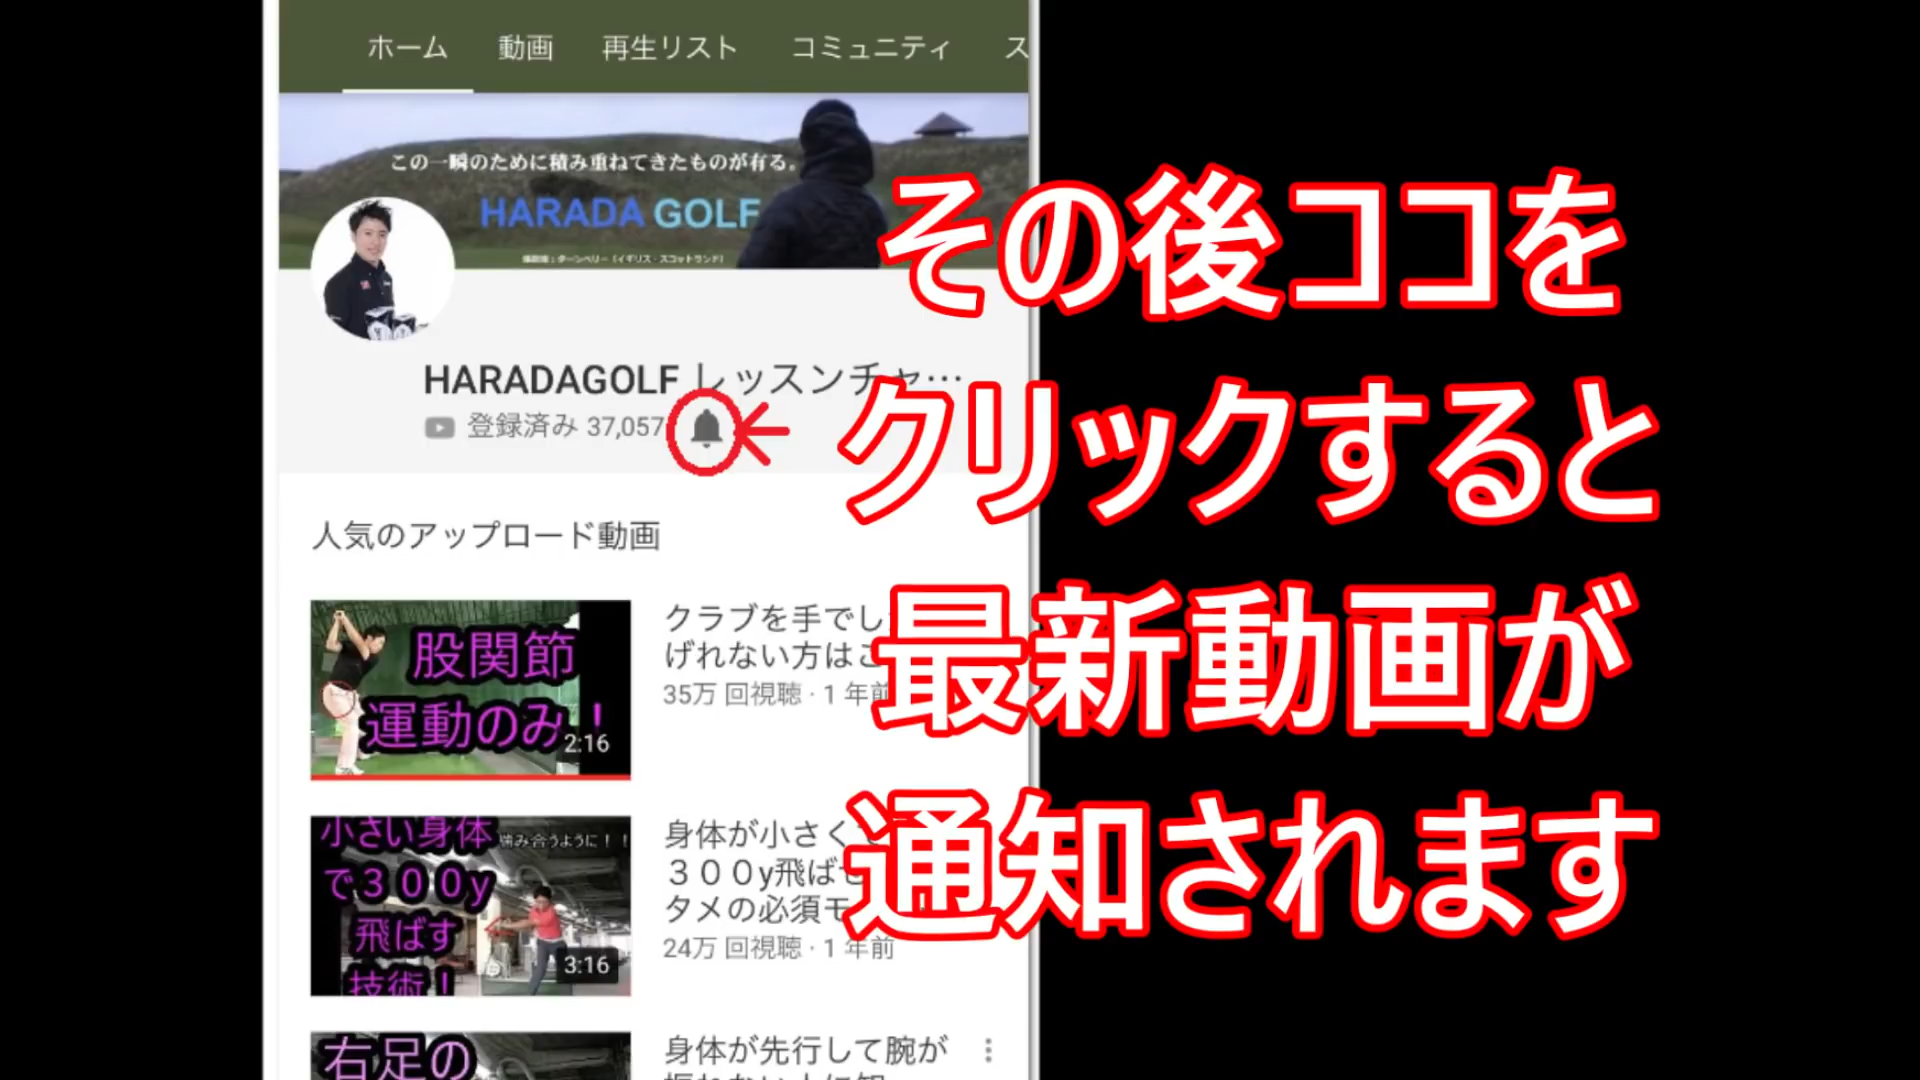 ホーム 動画 再生リスト コミュニティ ス
この一瞬のために積み重ねてきたものが有る。
HARADA GOLF
HARADAGOLF レッスンチャ…
登録済み 37,057
その後ココを
クリックすると
最新動画が
通知されます
人気のアップロード動画
股関節
運動のみ!
2:16
クラブを手でし
げれない方はこ
35万 回視聴 · 1 年前
小さい身体
で300y
飛ばす
技術!
噛み合うように!!
3:16
身体が小さく
300y飛ばせ
タメの必須モ
24万 回視聴 · 1 年前
右足の
身体が先行して腕が